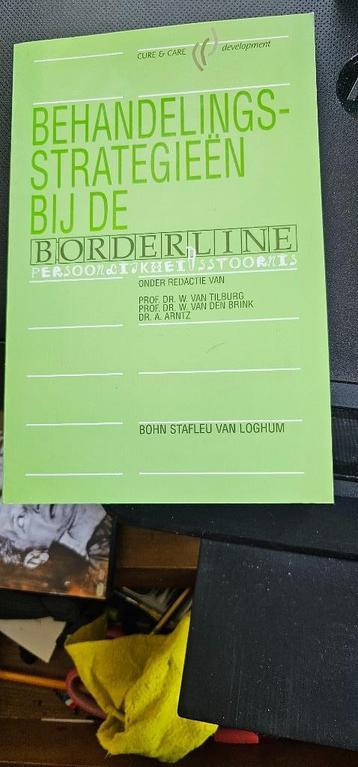 CURE & CARE development
BEHANDELINGS-
STRATEGIEËN
BIJ DE
BORDERLINE
PERSOONLIJKHEIDSSTOORNIS
ONDER REDACTIE VAN
PROF. DR. W. VAN TILBURG
PROF. DR. W. VAN DEN BRINK
DR. A. ARNTZ
BOHN STAFLEU VAN LOGHUM